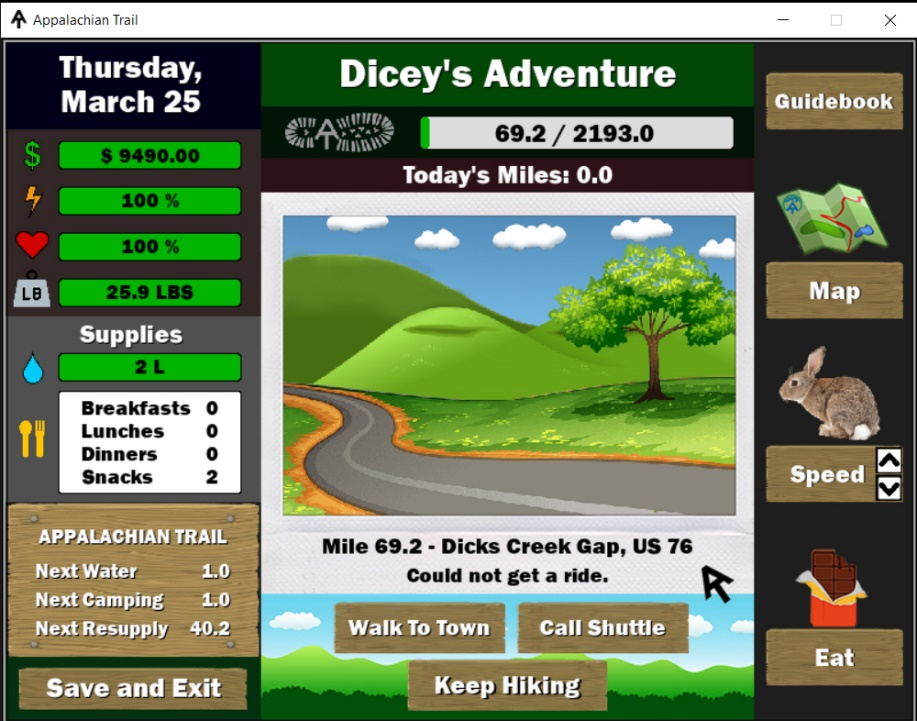 Appalachian Trail
Thursday,
March 25
$ 9490.00
100 %
100 %
LB
25.9 LBS
Supplies
2 L
Breakfasts 0
Lunches 0
Dinners 0
Snacks 2
APPALACHIAN TRAIL
Next Water 1.0
Next Camping 1.0
Next Resupply 40.2
Save and Exit
Dicey's Adventure
69.2 / 2193.0
Today's Miles: 0.0
Mile 69.2 - Dicks Creek Gap, US 76
Could not get a ride.
Walk To Town
Call Shuttle
Keep Hiking
Guidebook
Map
Speed
Eat